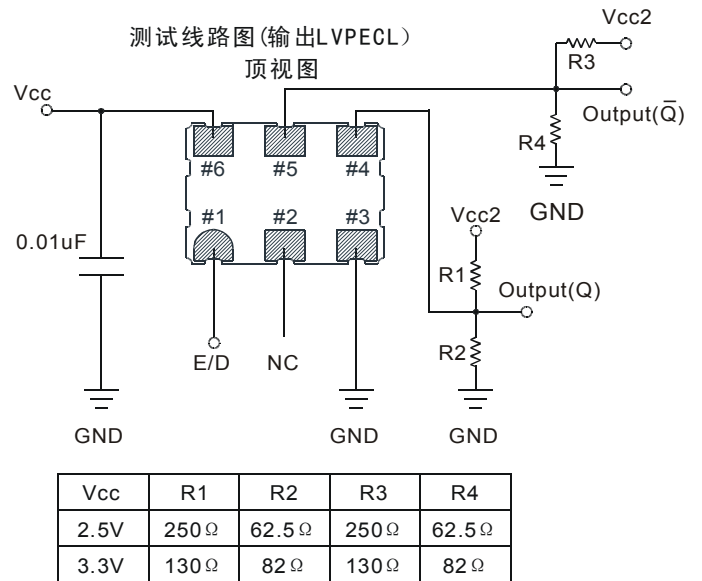 测试线路图(输出LVPECL)
顶视图
Vcc2
R3
Vcc
Output(Q̄)
R4
#6 #5 #4
GND
#1 #2 #3
Vcc2
0.01uF
R1
Output(Q)
R2
E/D NC
GND GND GND
Vcc R1 R2 R3 R4
2.5V 250Ω 62.5Ω 250Ω 62.5Ω
3.3V 130Ω 82Ω 130Ω 82Ω